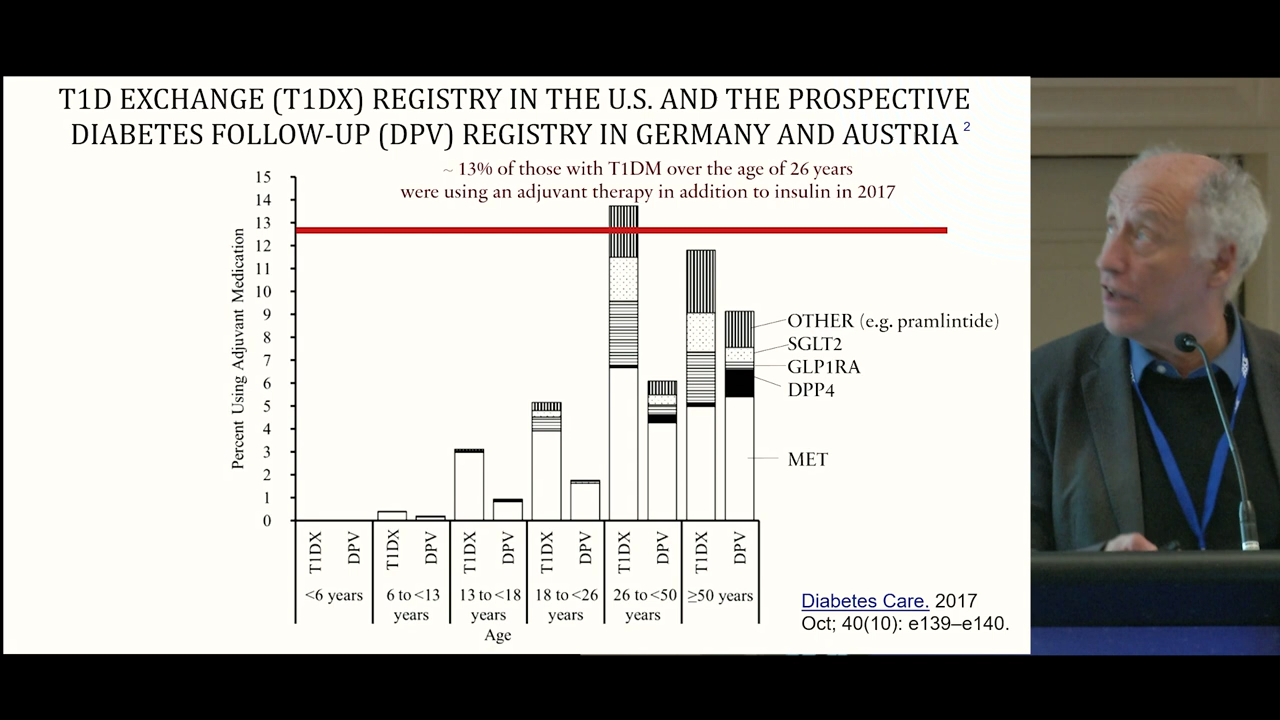 T1D EXCHANGE (T1DX) REGISTRY IN THE U.S. AND THE PROSPECTIVE
DIABETES FOLLOW-UP (DPV) REGISTRY IN GERMANY AND AUSTRIA 2
~ 13% of those with T1DM over the age of 26 years
were using an adjuvant therapy in addition to insulin in 2017
Percent Using Adjuvant Medication
15
14
13
12
11
10
9
8
7
6
5
4
3
2
1
0
OTHER (e.g. pramlintide)
SGLT2
GLP1RA
DPP4
MET
T1DX DPV T1DX DPV T1DX DPV T1DX DPV T1DX DPV T1DX DPV
<6 years 6 to <13 years 13 to <18 years 18 to <26 years 26 to <50 years ≥50 years
Age
Diabetes Care. 2017
Oct; 40(10): e139–e140.